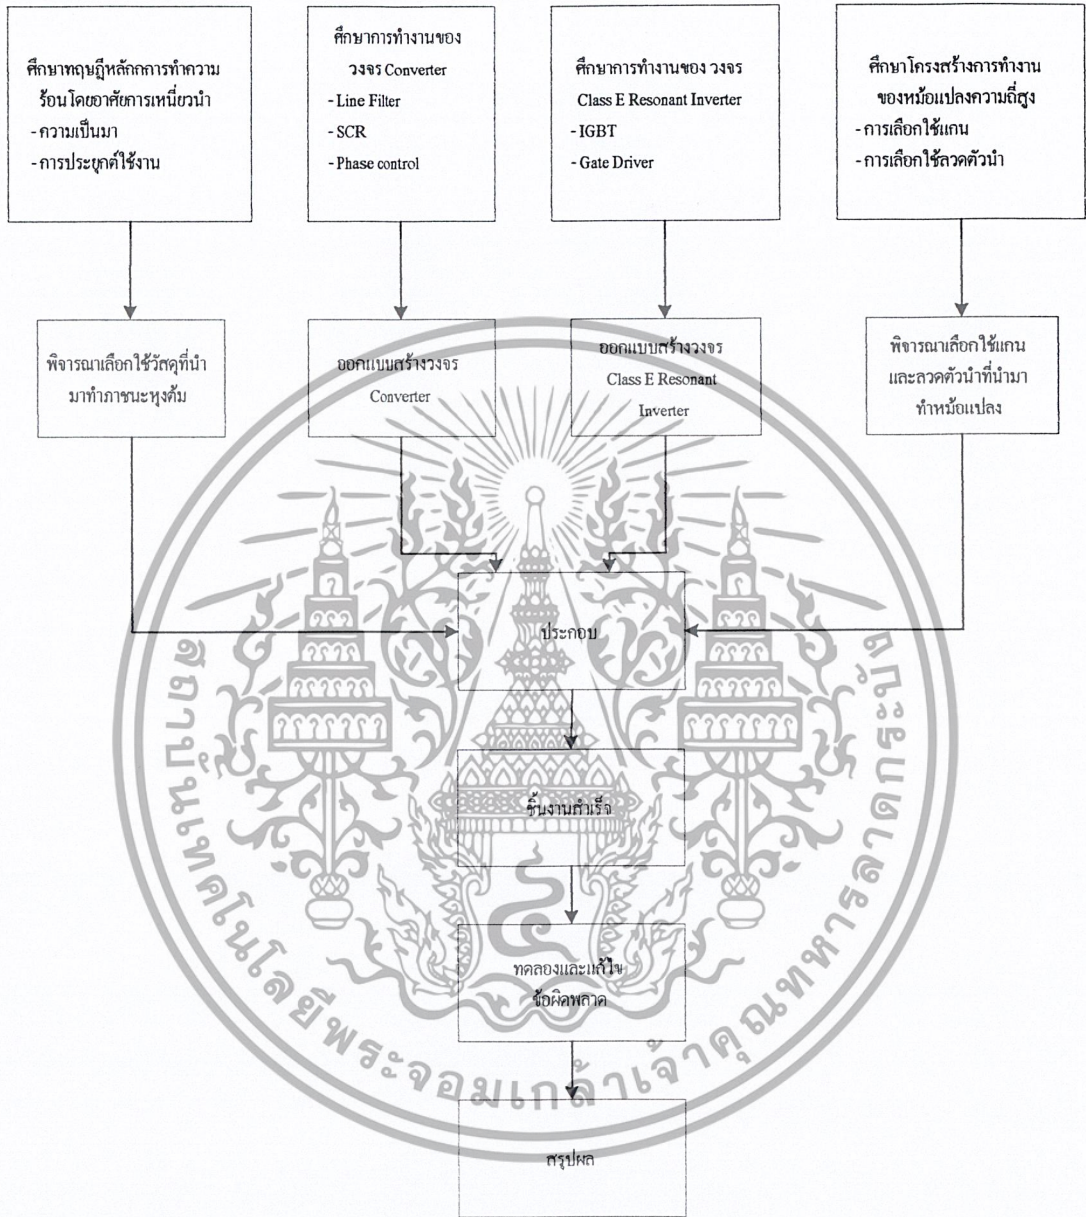 ศึกษาทฤษฎีหลักกการทำความ
ร้อนโดยอาศัยการเหนี่ยวนำ
- ความเป็นมา
- การประยุกต์ใช้งาน
ศึกษาการทำงานของ
วงจร Converter
- Line Filter
- SCR
- Phase control
ศึกษาการทำงานของ วงจร
Class E Resonant Inverter
- IGBT
- Gate Driver
ศึกษาโครงสร้างการทำงาน
ของหม้อแปลงความถี่สูง
- การเลือกใช้แกน
- การเลือกใช้ลวดตัวนำ
พิจารณาเลือกใช้วัสดุที่นำ
มาทำภาชนะหุงต้ม
ออกแบบสร้างวงจร
Converter
ออกแบบสร้างวงจร
Class E Resonant
Inverter
พิจารณาเลือกใช้แกน
และลวดตัวนำที่นำมา
ทำหม้อแปลง
ประกอบ
ชิ้นงานสำเร็จ
ทดลองและแก้ไข
ข้อผิดพลาด
สรุปผล
สถาบันเทคโนโลยีพระจอมเกล้าเจ้าคุณทหารลาดกระบัง